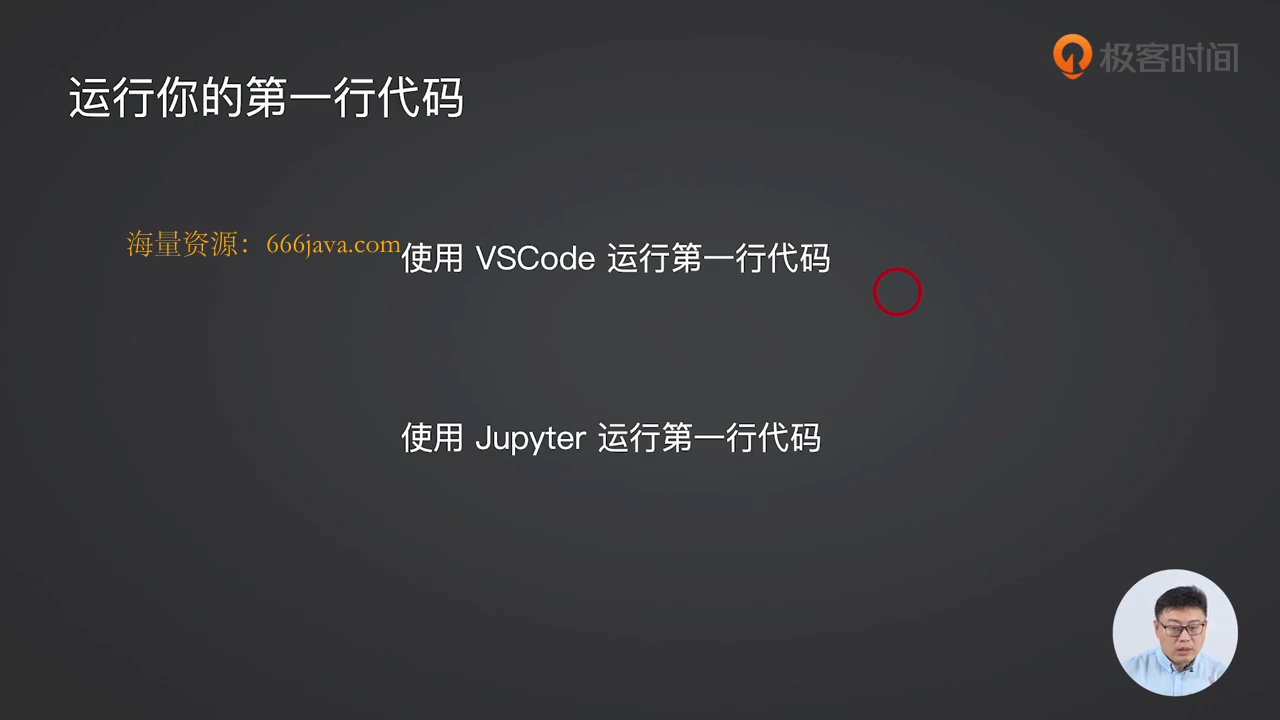 极客时间
运行你的第一行代码
海量资源：666java.com
使用 VSCode 运行第一行代码
使用 Jupyter 运行第一行代码